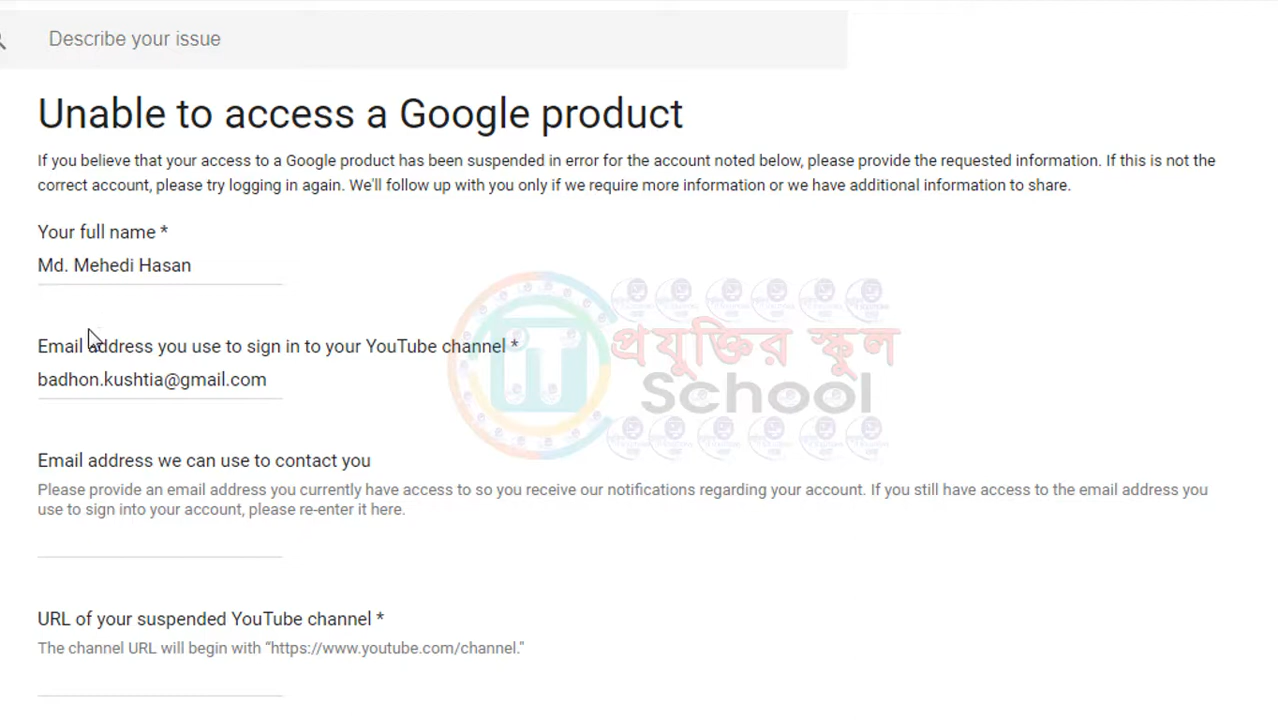 Describe your issue
Unable to access a Google product
If you believe that your access to a Google product has been suspended in error for the account noted below, please provide the requested information. If this is not the
correct account, please try logging in again. We'll follow up with you only if we require more information or we have additional information to share.
Your full name *
Md. Mehedi Hasan
Email address you use to sign in to your YouTube channel *
badhon.kushtia@gmail.com
প্রযুক্তির স্কুল
School
Email address we can use to contact you
Please provide an email address you currently have access to so you receive our notifications regarding your account. If you still have access to the email address you
use to sign into your account, please re-enter it here.
URL of your suspended YouTube channel *
The channel URL will begin with “https://www.youtube.com/channel.”